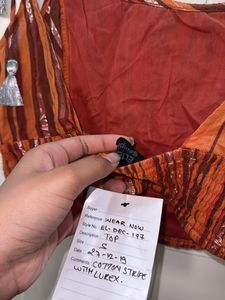 Buyer
Reference WEAR NOW
Style No. EL-DEC-197
Description TOP
Size S
Date 27-12-19
Comments COTTON STRIPE
WITH LUREX.